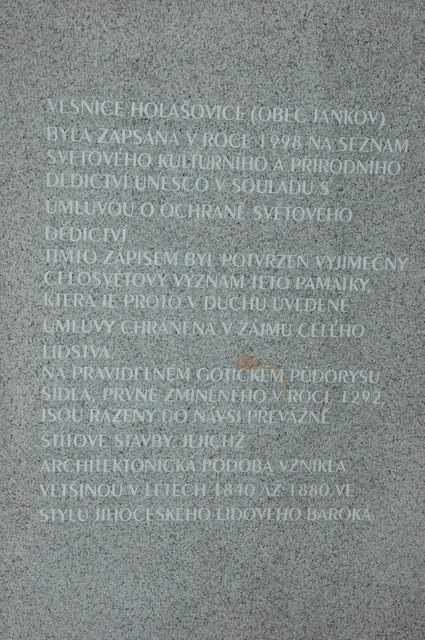 VESNICE HOLAŠOVICE (OBEC JANKOV)
BYLA ZAPSÁNA V ROCE 1998 NA SEZNAM
SVĚTOVÉHO KULTURNÍHO A PŘÍRODNÍHO
DĚDICTVÍ UNESCO V SOULADU S
ÚMLUVOU O OCHRANĚ SVĚTOVÉHO
DĚDICTVÍ
TÍMTO ZÁPISEM BYL POTVRZEN VÝJIMEČNÝ
CELOSVĚTOVÝ VÝZNAM TÉTO PAMÁTKY,
KTERÁ JE PROTO V DUCHU UVEDENÉ
ÚMLUVY CHRÁNĚNA V ZÁJMU CELÉHO
LIDSTVA
NA PRAVIDELNÉM GOTICKÉM PŮDORYSU
SÍDLA, PRVNĚ ZMÍNĚNÉHO V ROCE 1292,
JSOU ŘAZENY DO NÁVSI PŘEVÁŽNĚ
ŠTÍTOVÉ STAVBY JEJICHŽ
ARCHITEKTONICKÁ PODOBA VZNIKLA
VĚTŠINOU V LÉTECH 1840 AŽ 1880 VE
STYLU JIHOČESKÉHO LIDOVÉHO BAROKA